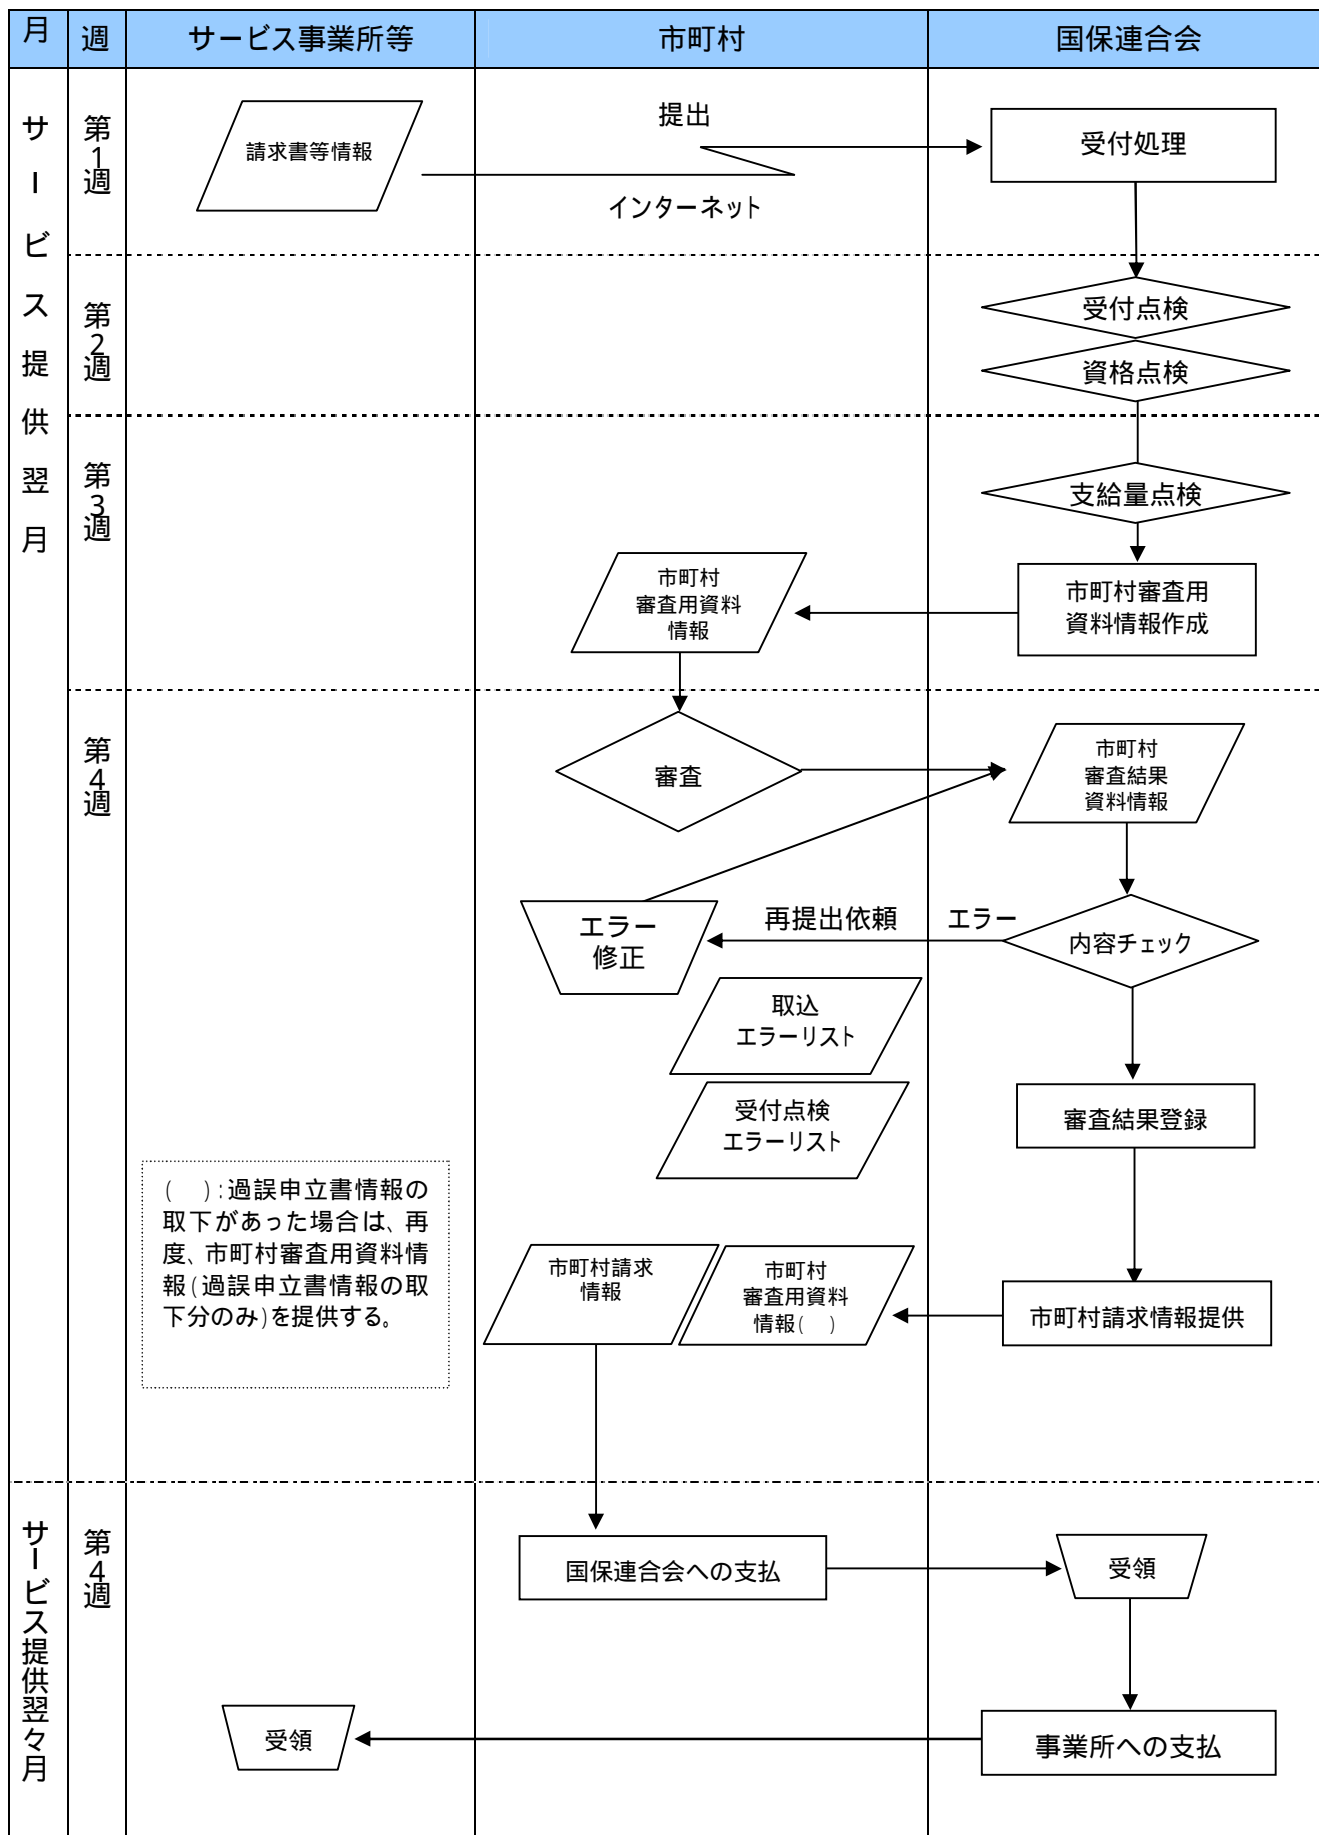 月
週
サービス事業所等
市町村
国保連合会
サービス提供翌月
第1週
請求書等情報
提出
インターネット
受付処理
第2週
受付点検
資格点検
第3週
支給量点検
市町村
審査用資料
情報
市町村審査用
資料情報作成
第4週
審査
市町村
審査結果
資料情報
エラー
修正
再提出依頼
エラー
内容チェック
取込
エラーリスト
受付点検
エラーリスト
審査結果登録
(　):過誤申立書情報の
取下があった場合は、再
度、市町村審査用資料情
報(過誤申立書情報の取
下分のみ)を提供する。
市町村請求
情報
市町村
審査用資料
情報(　)
市町村請求情報提供
サービス提供翌々月
第4週
国保連合会への支払
受領
受領
事業所への支払